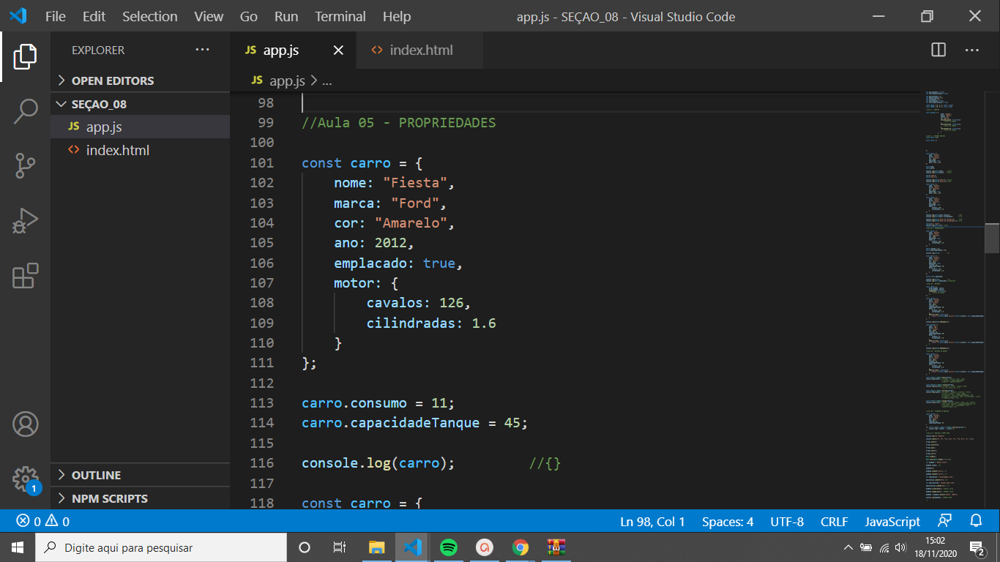 File Edit Selection View Go Run Terminal Help app.js - SEÇAO_08 - Visual Studio Code
EXPLORER ··· JS app.js <> index.html ···
OPEN EDITORS
JS app.js > ...
SEÇAO_08
JS app.js
<> index.html
98
99 //Aula 05 - PROPRIEDADES
100
101 const carro = {
102 nome: "Fiesta",
103 marca: "Ford",
104 cor: "Amarelo",
105 ano: 2012,
106 emplacado: true,
107 motor: {
108 cavalos: 126,
109 cilindradas: 1.6
110 }
111 };
112
113 carro.consumo = 11;
114 carro.capacidadeTanque = 45;
115
116 console.log(carro); //{}
117
118 const carro = {
OUTLINE
NPM SCRIPTS
1
0 0 Ln 98, Col 1 Spaces: 4 UTF-8 CRLF JavaScript
Digite aqui para pesquisar
15:02
18/11/2020
2